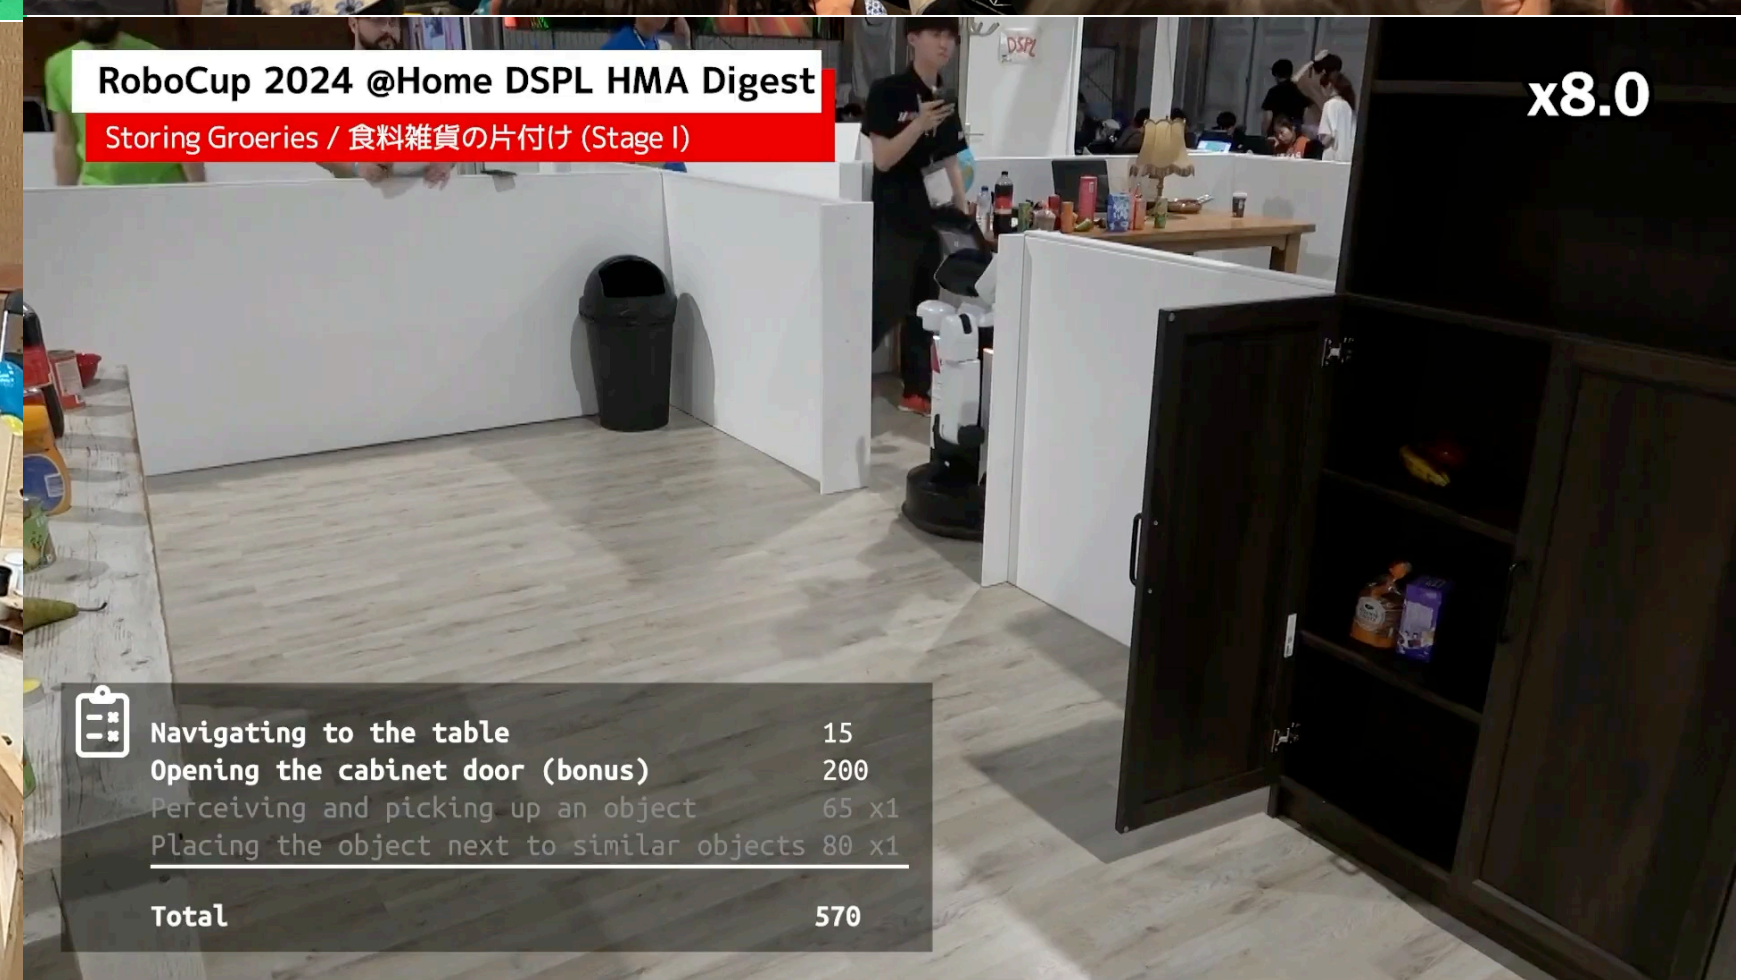 RoboCup 2024 @Home DSPL HMA Digest
Storing Groeries / 食料雑貨の片付け (Stage I)
x8.0
DSPL
Navigating to the table 15
Opening the cabinet door (bonus) 200
Perceiving and picking up an object 65 x1
Placing the object next to similar objects 80 x1
Total 570